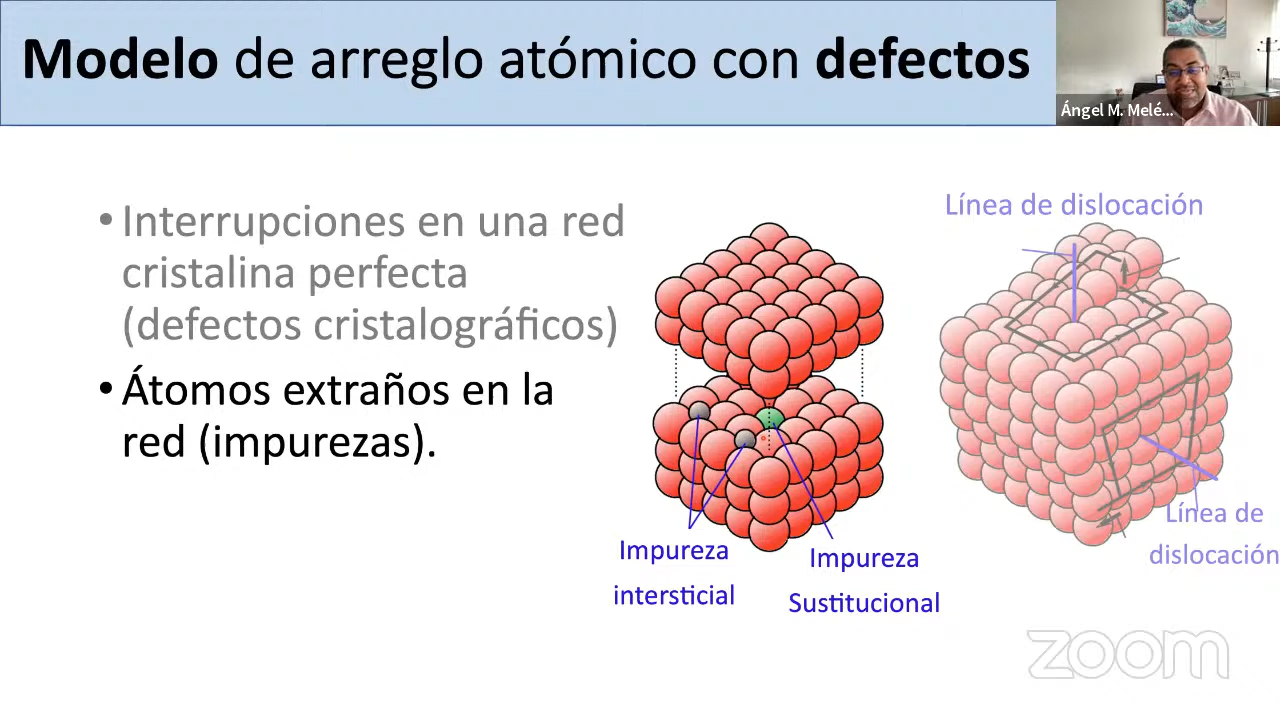 Modelo de arreglo atómico con defectos
Ángel M. Melé...
• Interrupciones en una red
cristalina perfecta
(defectos cristalográficos)
• Átomos extraños en la
red (impurezas).
Línea de dislocación
Impureza
intersticial
Impureza
Sustitucional
Línea de
dislocación
zoom